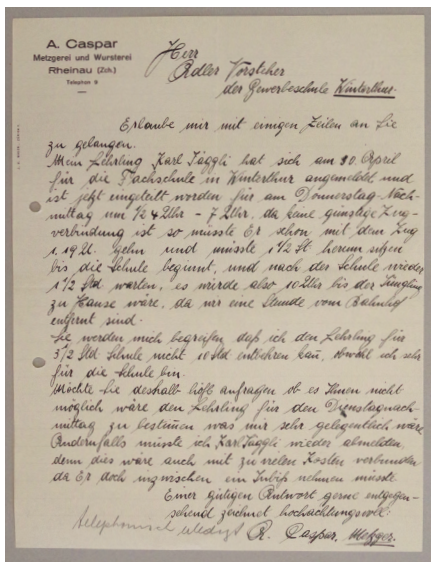 A. Caspar
Metzgerei und Wursterei
Rheinau (Zch.)
Telephon 9
Herr
Adler Vorsteher
der Gewerbeschule Winterthur.
Erlaube mir mit einigen Zeilen an Sie
zu gelangen.
Mein Lehrling Karl Jäggli hat sich am 20 April
für die Fachschule in Winterthur angemeldet und
ist jetzt eingeteilt worden für am Donnerstag-Nach-
mittag um 1/2 4 Uhr - 7 Uhr, da keine günstige Zug-
verbindung ist so müsste Er schon mit dem Zug
1.19 U. gehn und müsste 1 1/2 St. herum sitzen
bis die Schule beginnt, und nach der Schule wieder
1 1/2 Std warten, es würde also 10 Uhr bis der Jüngling
zu Hause wäre, da wir eine Stunde vom Bahnhof
entfernt sind.
Sie werden mich begreifen daß ich den Lehrling für
3 1/2 Std Schule nicht 10 Std entbehren kan, obwohl ich sehr
für die Schule bin.
Möchte Sie deshalb höfl anfragen ob es Ihnen nicht
möglich wäre den Lehrling für den Dienstagnach-
mittag zu bestimen was mir sehr gelegentlich wäre
Andernfalls müsste ich Karl Jäggli wieder abmelden,
denn dies wäre auch mit zu vielen Kosten verbunden
da Er doch inzwischen ein Imbiß nehmen müsste
Einer gütigen Antwort gerne entgegen-
sehend zeichnet hochachtungsvoll:
telephonisch erledigt A. Caspar, Metzger.